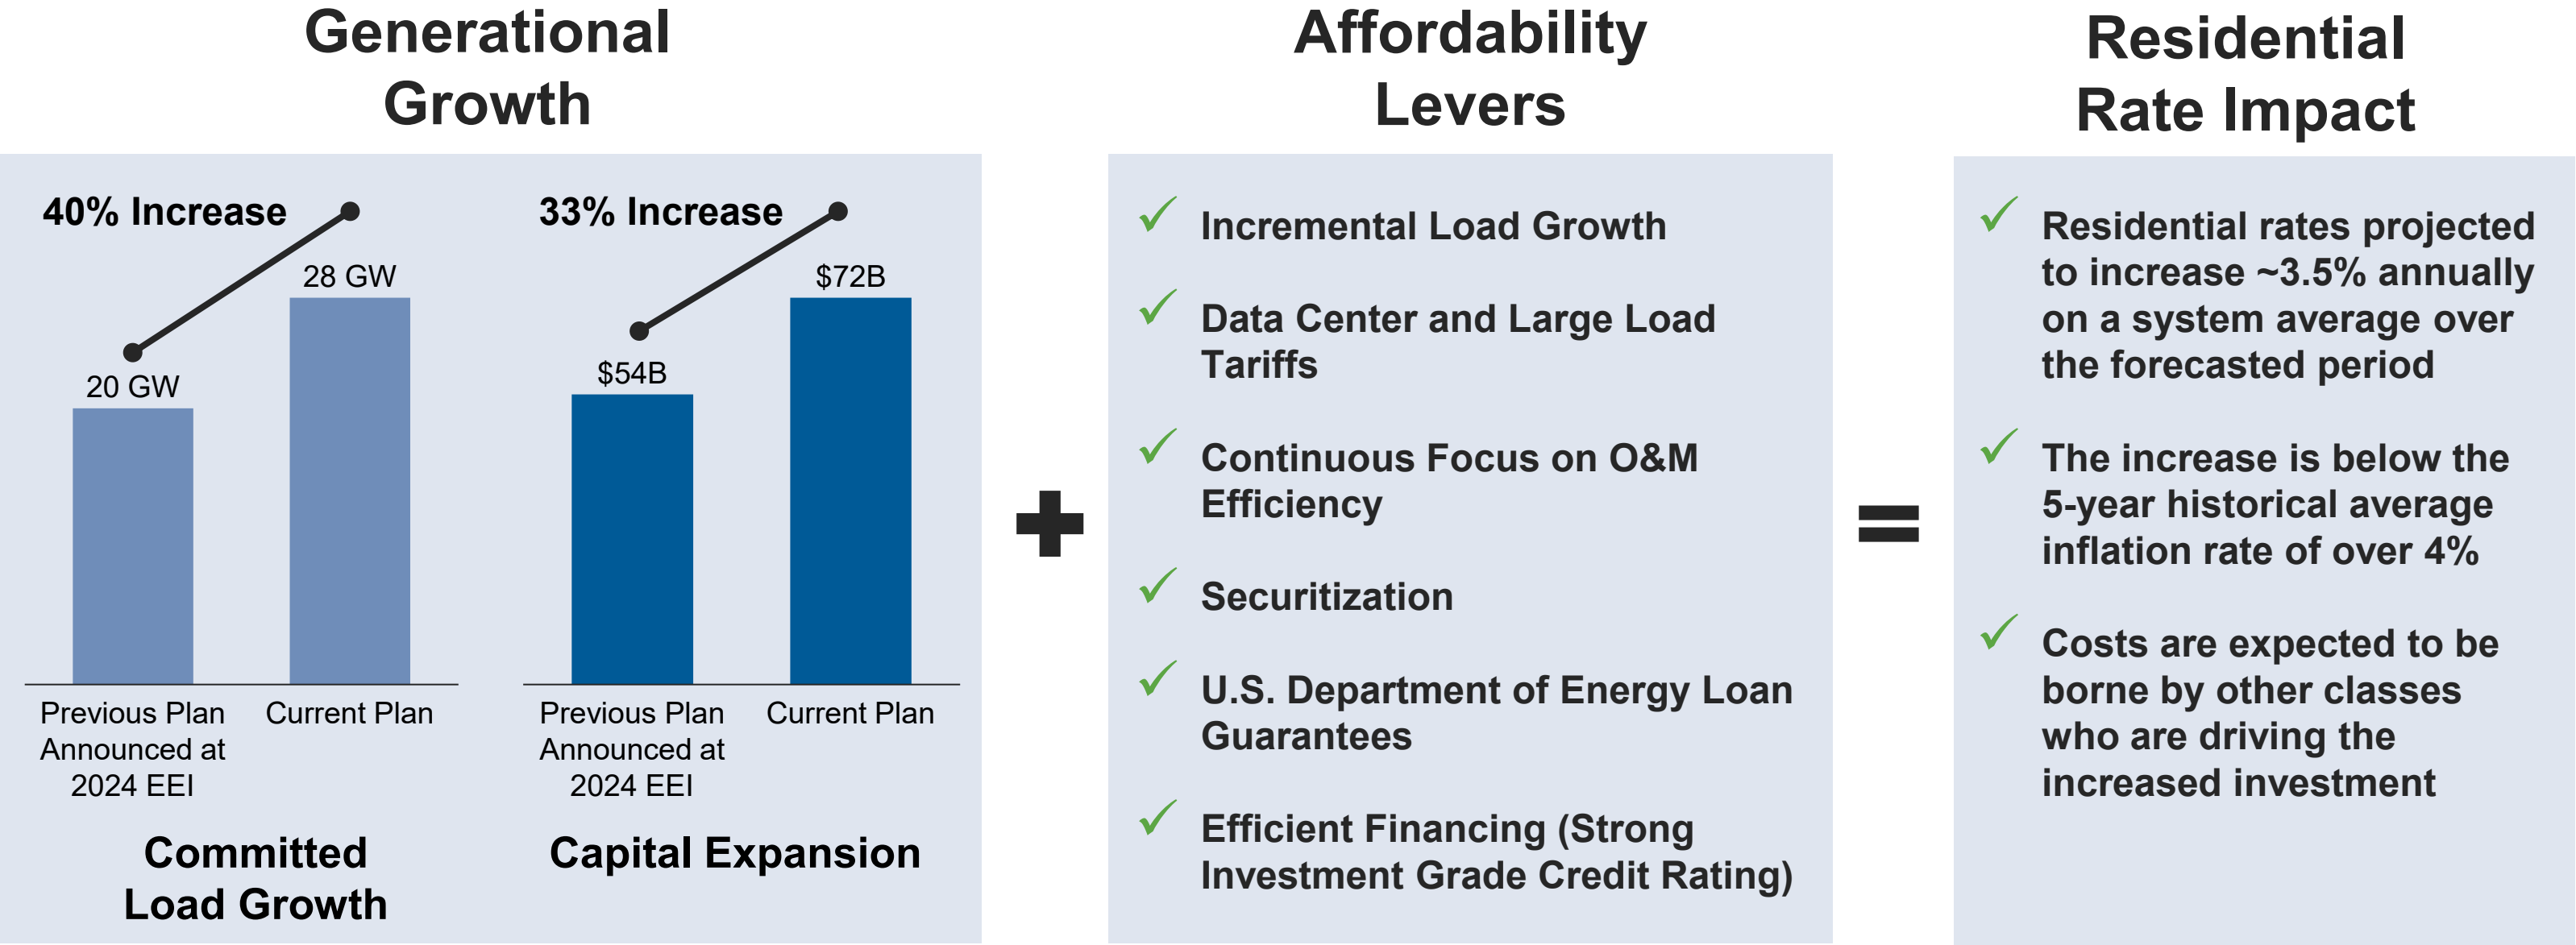 Generational
Growth
40% Increase
28 GW
20 GW
Previous Plan
Announced at
2024 EEI
Current Plan
Committed
Load Growth
33% Increase
$72B
$54B
Previous Plan
Announced at
2024 EEI
Current Plan
Capital Expansion
Affordability
Levers
Incremental Load Growth
Data Center and Large Load
Tariffs
Continuous Focus on O&M
Efficiency
Securitization
U.S. Department of Energy Loan
Guarantees
Efficient Financing (Strong
Investment Grade Credit Rating)
Residential
Rate Impact
Residential rates projected
to increase ~3.5% annually
on a system average over
the forecasted period
The increase is below the
5-year historical average
inflation rate of over 4%
Costs are expected to be
borne by other classes
who are driving the
increased investment